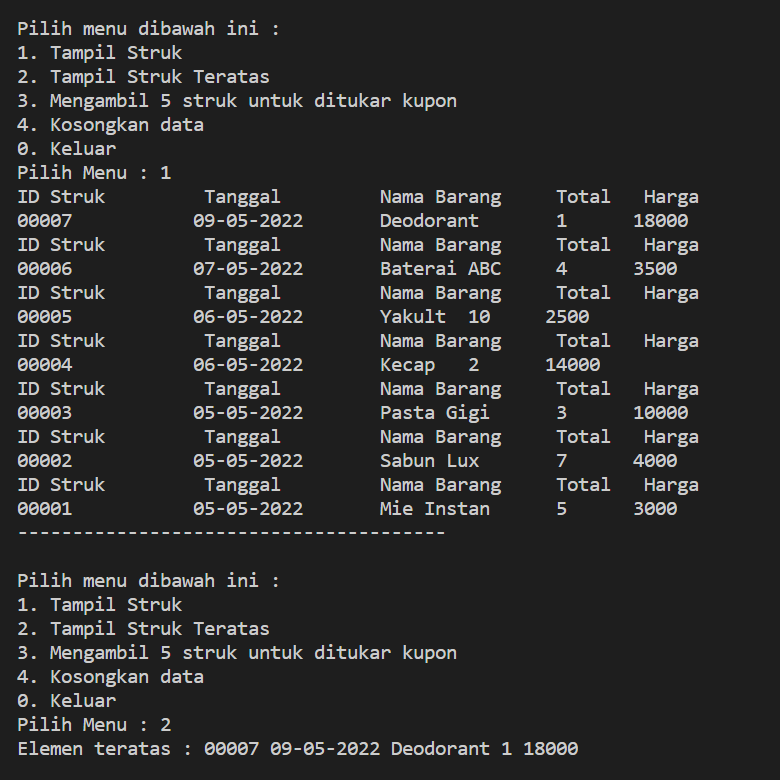 Pilih menu dibawah ini :
1. Tampil Struk
2. Tampil Struk Teratas
3. Mengambil 5 struk untuk ditukar kupon
4. Kosongkan data
0. Keluar
Pilih Menu : 1
ID Struk         Tanggal         Nama Barang     Total   Harga
00007           09-05-2022       Deodorant       1      18000
ID Struk         Tanggal         Nama Barang     Total   Harga
00006           07-05-2022       Baterai ABC     4      3500
ID Struk         Tanggal         Nama Barang     Total   Harga
00005           06-05-2022       Yakult  10     2500
ID Struk         Tanggal         Nama Barang     Total   Harga
00004           06-05-2022       Kecap   2      14000
ID Struk         Tanggal         Nama Barang     Total   Harga
00003           05-05-2022       Pasta Gigi      3      10000
ID Struk         Tanggal         Nama Barang     Total   Harga
00002           05-05-2022       Sabun Lux       7      4000
ID Struk         Tanggal         Nama Barang     Total   Harga
00001           05-05-2022       Mie Instan      5      3000
---------------------------------------
Pilih menu dibawah ini :
1. Tampil Struk
2. Tampil Struk Teratas
3. Mengambil 5 struk untuk ditukar kupon
4. Kosongkan data
0. Keluar
Pilih Menu : 2
Elemen teratas : 00007 09-05-2022 Deodorant 1 18000